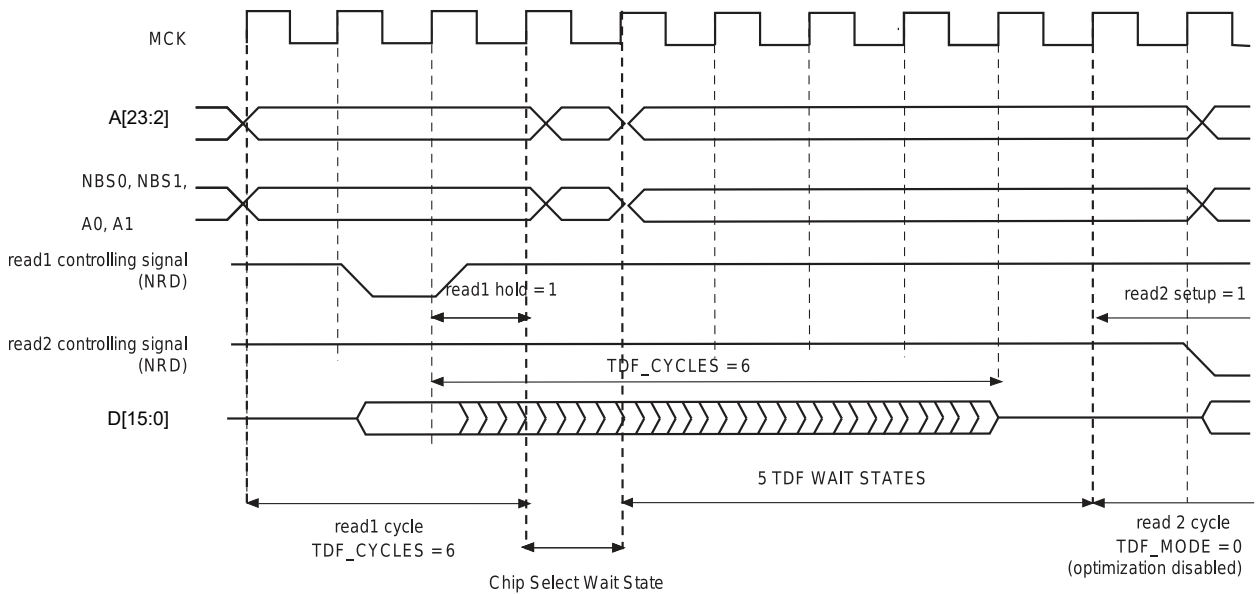 MCK
A[23:2]
NBS0, NBS1,
A0, A1
read1 controlling signal
(NRD)
read1 hold = 1
read2 setup = 1
read2 controlling signal
(NRD)
TDF_CYCLES = 6
D[15:0]
5 TDF WAIT STATES
read1 cycle
TDF_CYCLES = 6
read 2 cycle
TDF_MODE = 0
(optimization disabled)
Chip Select Wait State